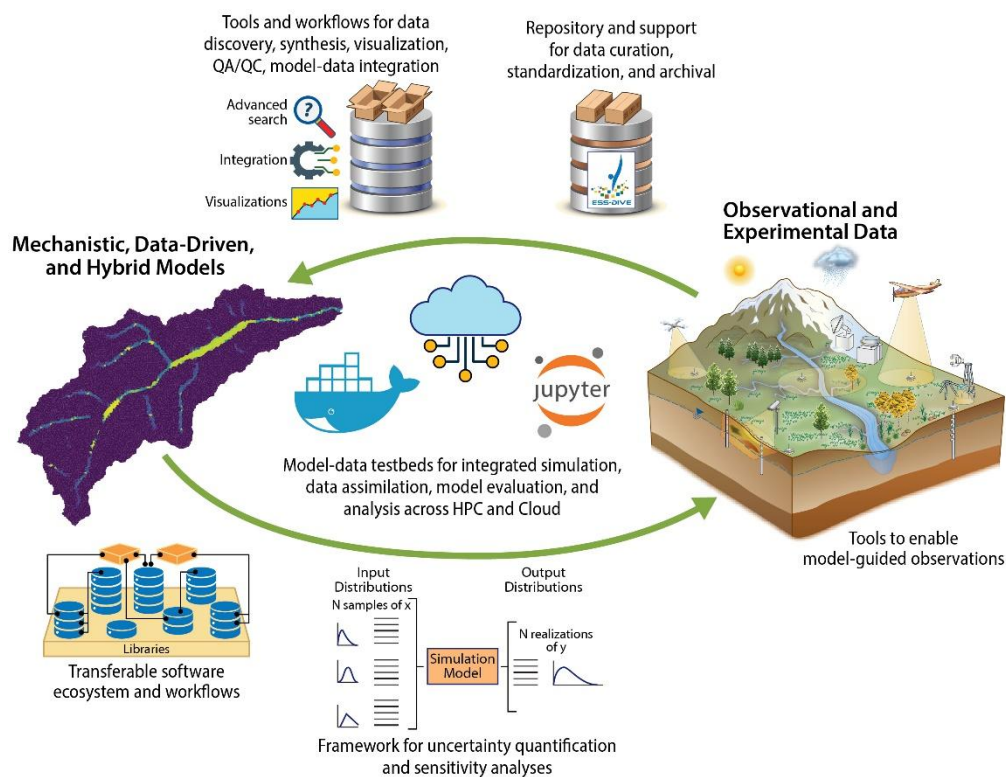 Tools and workflows for data
discovery, synthesis, visualization,
QA/QC, model-data integration
Advanced
search
?
Integration
Visualizations
Repository and support
for data curation,
standardization, and archival
ESS-DIVE
Mechanistic, Data-Driven,
and Hybrid Models
Observational and
Experimental Data
jupyter
Model-data testbeds for integrated simulation,
data assimilation, model evaluation, and
analysis across HPC and Cloud
Tools to enable
model-guided observations
Libraries
Transferable software
ecosystem and workflows
Input
Distributions
N samples of x
Simulation
Model
Output
Distributions
N realizations
of y
Framework for uncertainty quantification
and sensitivity analyses